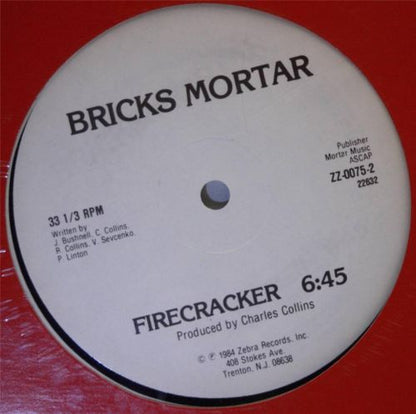 BRICKS MORTAR
Publisher
Mortar Music
ASCAP
ZZ-0075-2
22832
33 1/3 RPM
Written by
J. Bushnell, C. Collins.
R. Collins, V. Sevcenko.
P Linton
FIRECRACKER 6:45
Produced by Charles Collins
© ℗ 1984 Zebra Records, Inc.
408 Stokes Ave
Trenton, N.J. 08638